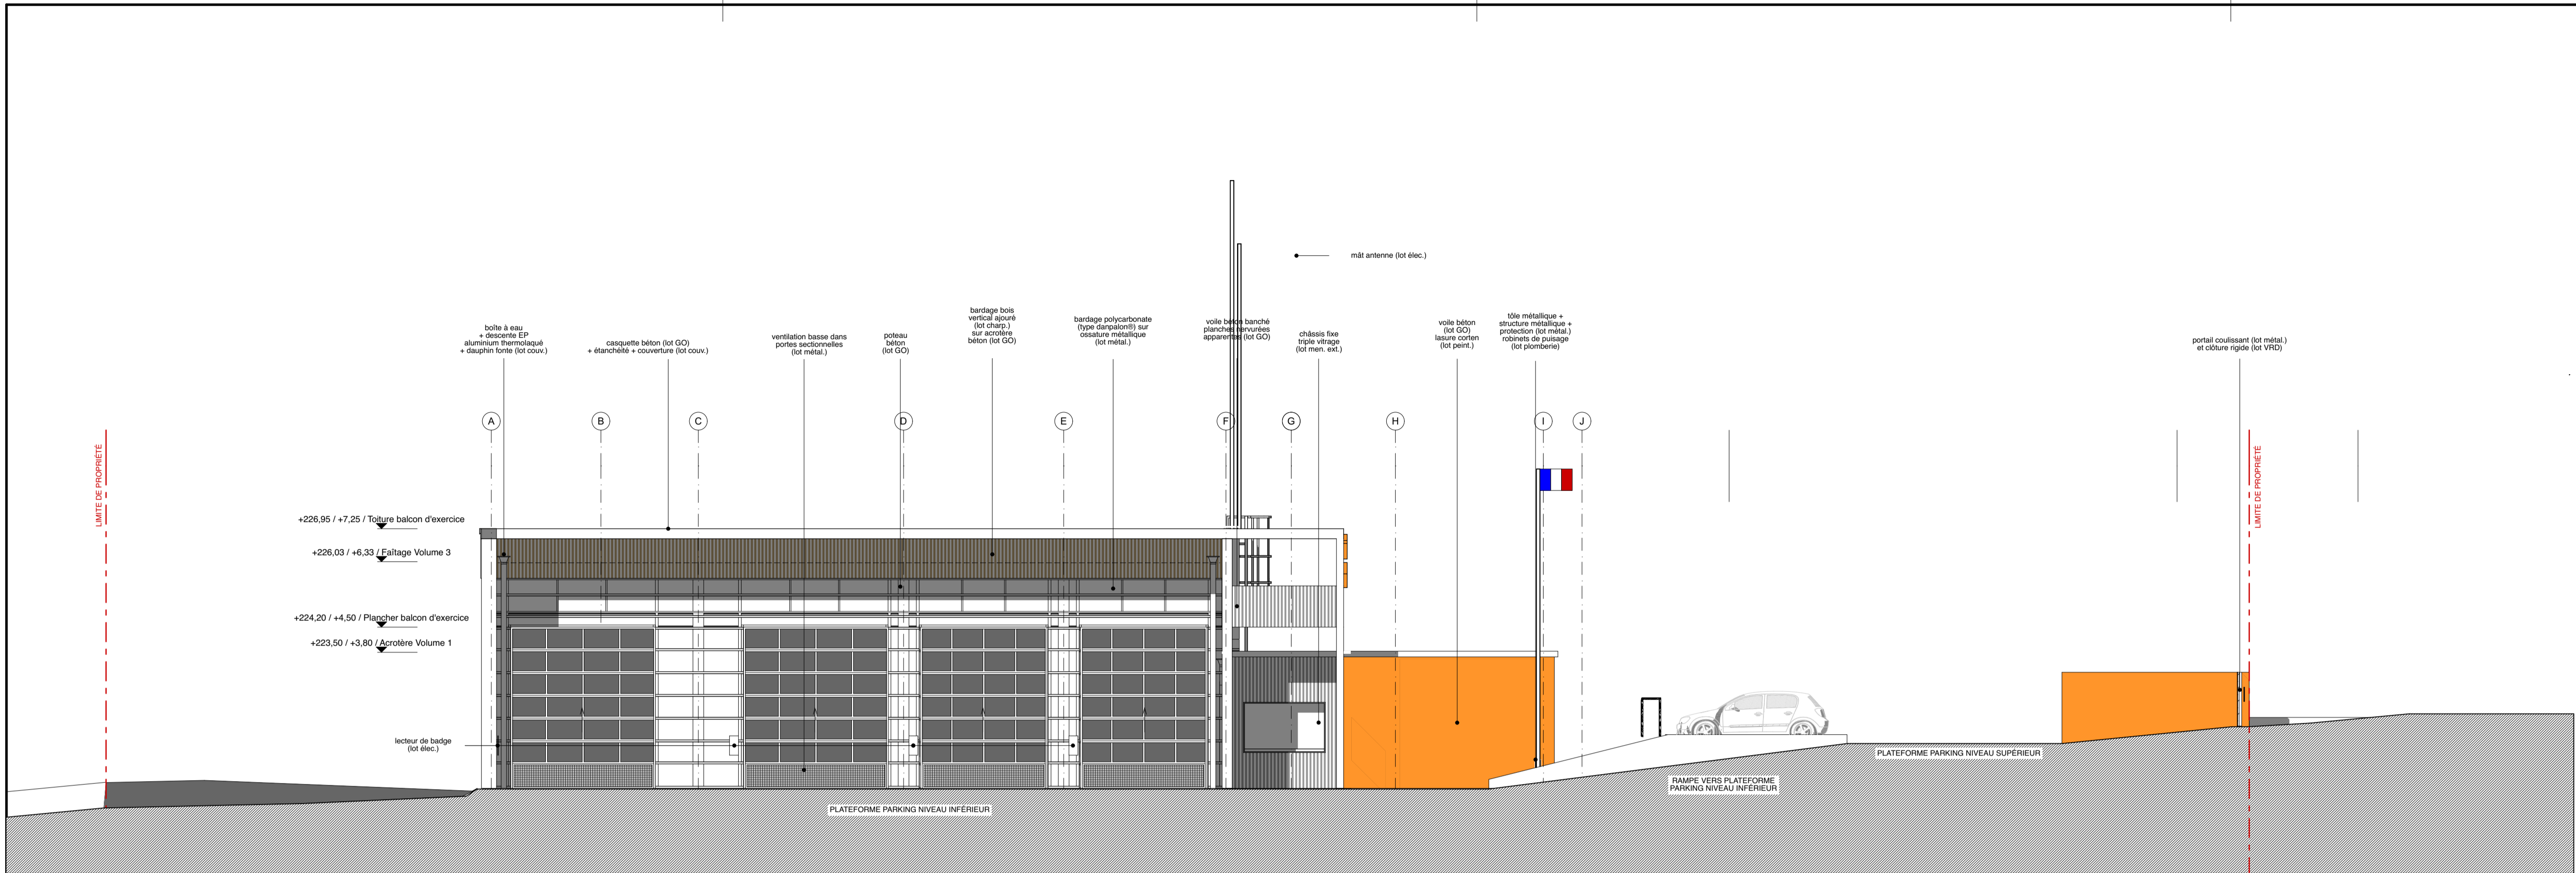 mât antenne (lot élec.)
boîte à eau
+ descente EP
aluminium thermolaqué
+ dauphin fonte (lot couv.)
casquette béton (lot GO)
+ étanchéité + couverture (lot couv.)
ventilation basse dans
portes sectionnelles
(lot métal.)
poteau
béton
(lot GO)
bardage bois
vertical ajouré
(lot charp.)
sur acrotère
béton (lot GO)
bardage polycarbonate
(type danpalon®) sur
ossature métallique
(lot métal.)
voile béton banché
planches nervurées
apparentes (lot GO)
châssis fixe
triple vitrage
(lot men. ext.)
voile béton
(lot GO)
lasure corten
(lot peint.)
tôle métallique +
structure métallique +
protection (lot métal.)
robinets de puisage
(lot plomberie)
portail coulissant (lot métal.)
et clôture rigide (lot VRD)
A
B
C
D
E
F
G
H
I
J
LIMITE DE PROPRIÉTÉ
LIMITE DE PROPRIÉTÉ
+226,95 / +7,25 / Toiture balcon d'exercice
+226,03 / +6,33 / Faîtage Volume 3
+224,20 / +4,50 / Plancher balcon d'exercice
+223,50 / +3,80 / Acrotère Volume 1
lecteur de badge
(lot élec.)
PLATEFORME PARKING NIVEAU SUPÉRIEUR
RAMPE VERS PLATEFORME
PARKING NIVEAU INFÉRIEUR
PLATEFORME PARKING NIVEAU INFÉRIEUR